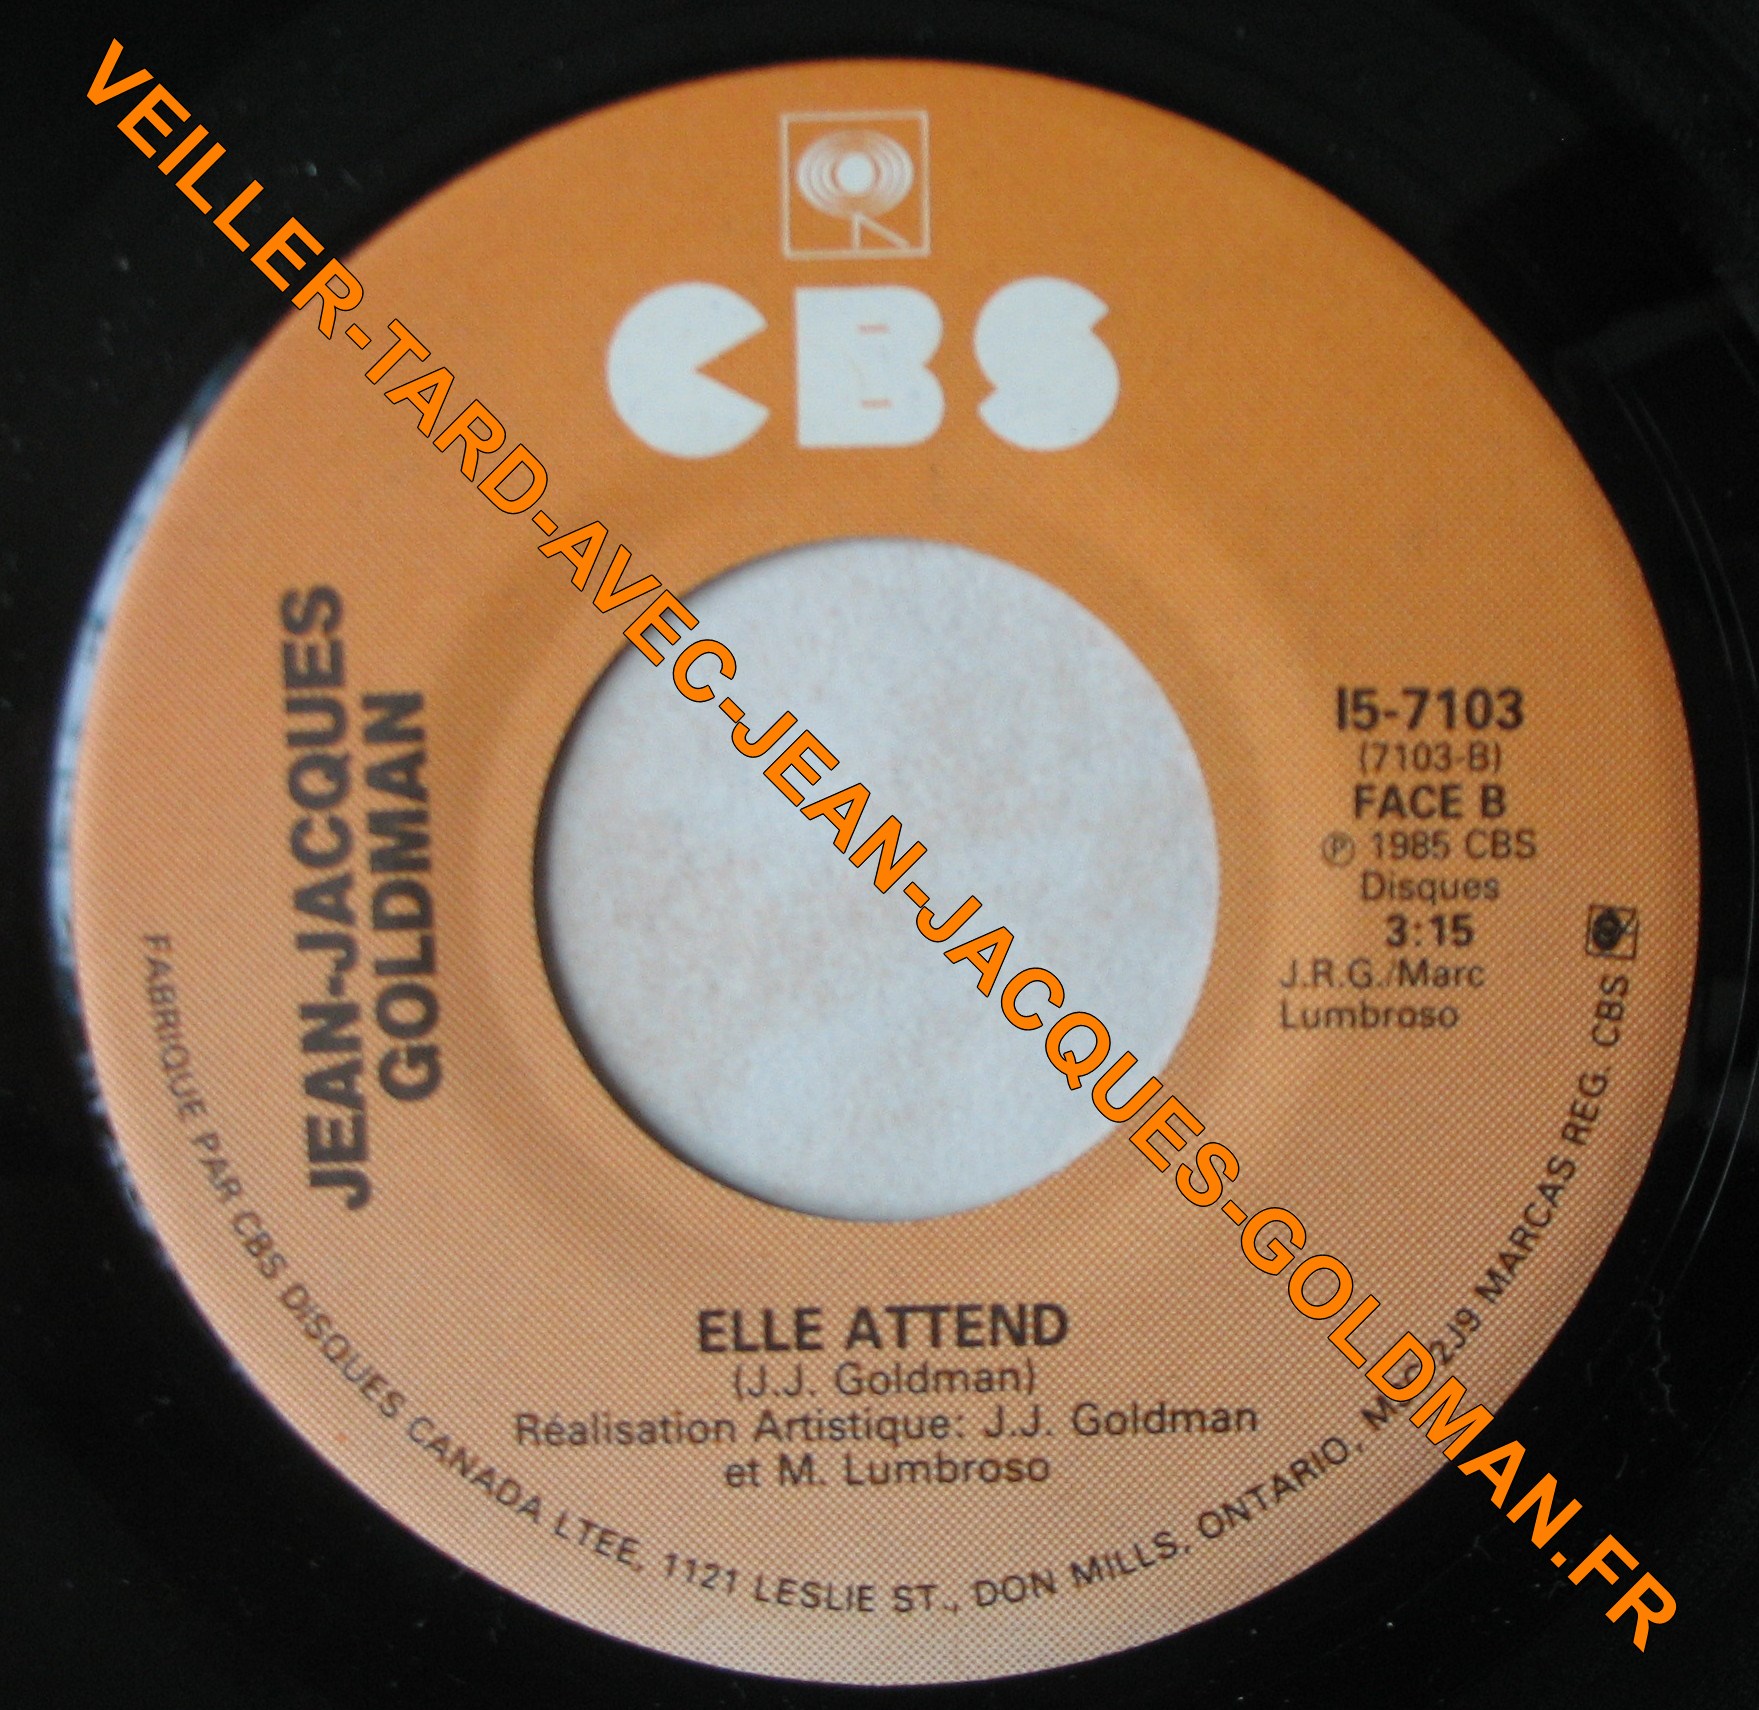 VEILLER-TARD-AVEC-JEAN-JACQUES-GOLDMAN.FR
CBS
JEAN-JACQUES
GOLDMAN
I5-7103
(7103-B)
FACE B
℗ 1985 CBS
Disques
3:15
J.R.G./Marc
Lumbroso
ELLE ATTEND
(J.J. Goldman)
Réalisation Artistique: J.J. Goldman
et M. Lumbroso
FABRIQUE PAR CBS DISQUES CANADA LTEE, 1121 LESLIE ST., DON MILLS, ONTARIO, 2J9 MARCAS REG. CBS